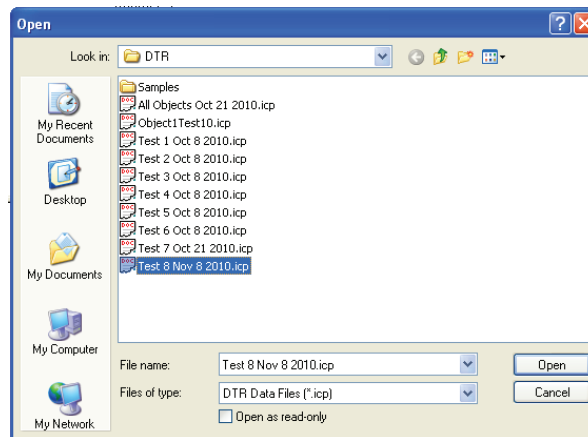 Open
Look in: DTR
My Recent
Documents
Desktop
My Documents
My Computer
My Network
Samples
All Objects Oct 21 2010.icp
Object1Test10.icp
Test 1 Oct 8 2010.icp
Test 2 Oct 8 2010.icp
Test 3 Oct 8 2010.icp
Test 4 Oct 8 2010.icp
Test 5 Oct 8 2010.icp
Test 6 Oct 8 2010.icp
Test 7 Oct 21 2010.icp
Test 8 Nov 8 2010.icp
File name: Test 8 Nov 8 2010.icp Open
Files of type: DTR Data Files (*.icp) Cancel
Open as read-only